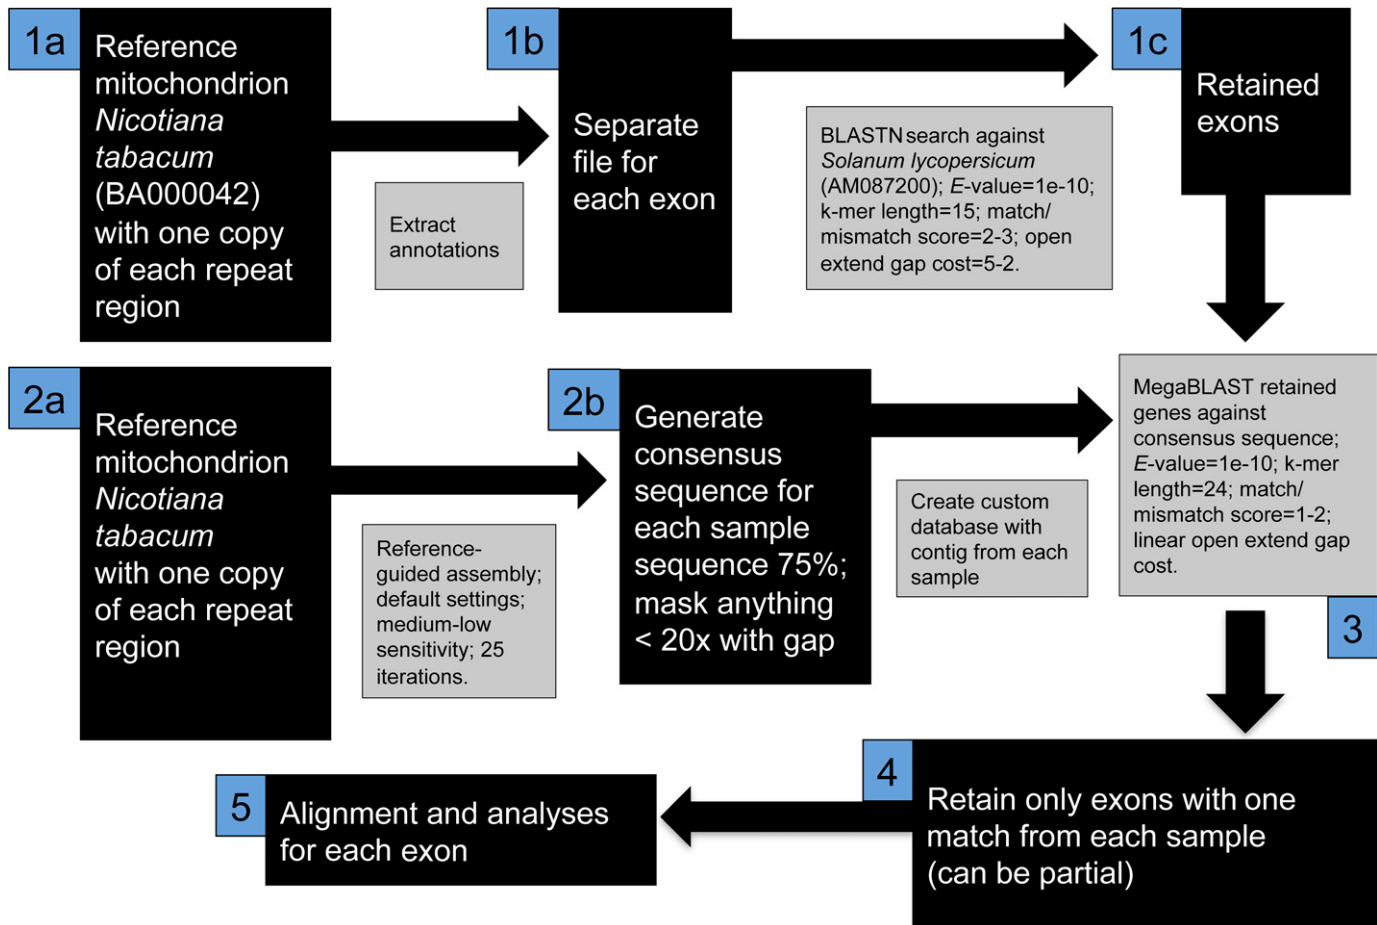 1a
Reference
mitochondrion
Nicotiana
tabacum
(BA000042)
with one copy
of each repeat
region
Extract
annotations
1b
Separate
file for
each exon
BLASTN search against
Solanum lycopersicum
(AM087200); E-value=1e-10;
k-mer length=15; match/
mismatch score=2-3; open
extend gap cost=5-2.
1c
Retained
exons
2a
Reference
mitochondrion
Nicotiana
tabacum
with one copy
of each repeat
region
Reference-
guided assembly;
default settings;
medium-low
sensitivity; 25
iterations.
2b
Generate
consensus
sequence for
each sample
sequence 75%;
mask anything
< 20x with gap
Create custom
database with
contig from each
sample
MegaBLAST retained
genes against
consensus sequence;
E-value=1e-10; k-mer
length=24; match/
mismatch score=1-2;
linear open extend gap
cost.
3
4
Retain only exons with one
match from each sample
(can be partial)
5
Alignment and analyses
for each exon